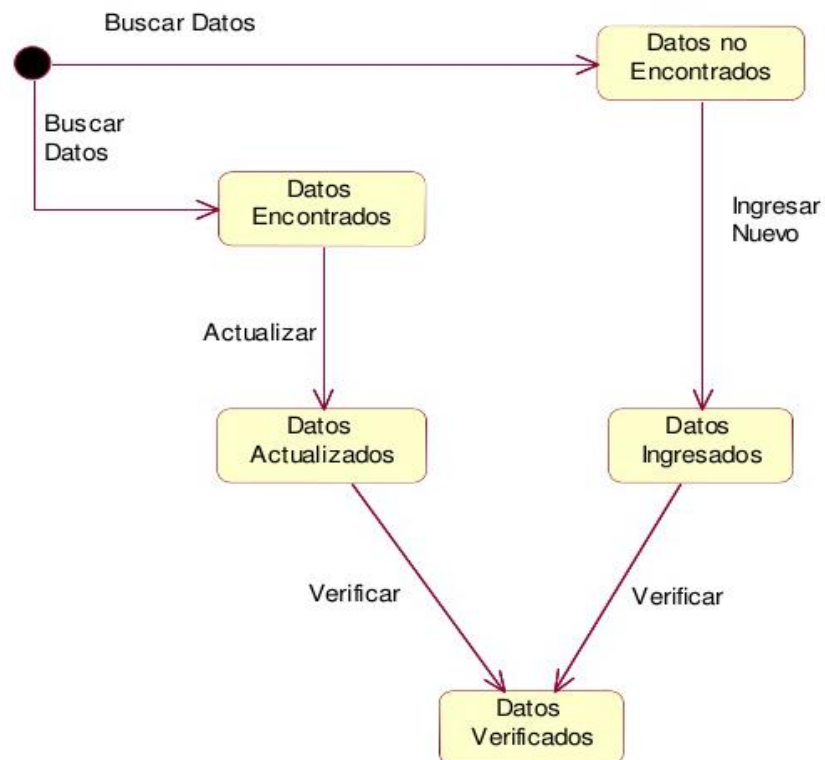 Buscar Datos
Datos no
Encontrados
Buscar
Datos
Datos
Encontrados
Ingresar
Nuevo
Actualizar
Datos
Actualizados
Datos
Ingresados
Verificar
Verificar
Datos
Verificados